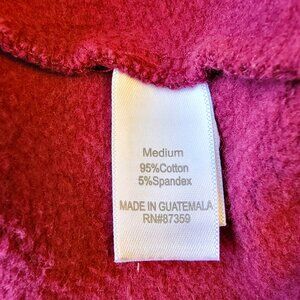 Medium
95%Cotton
5%Spandex
MADE IN GUATEMALA
RN#87359